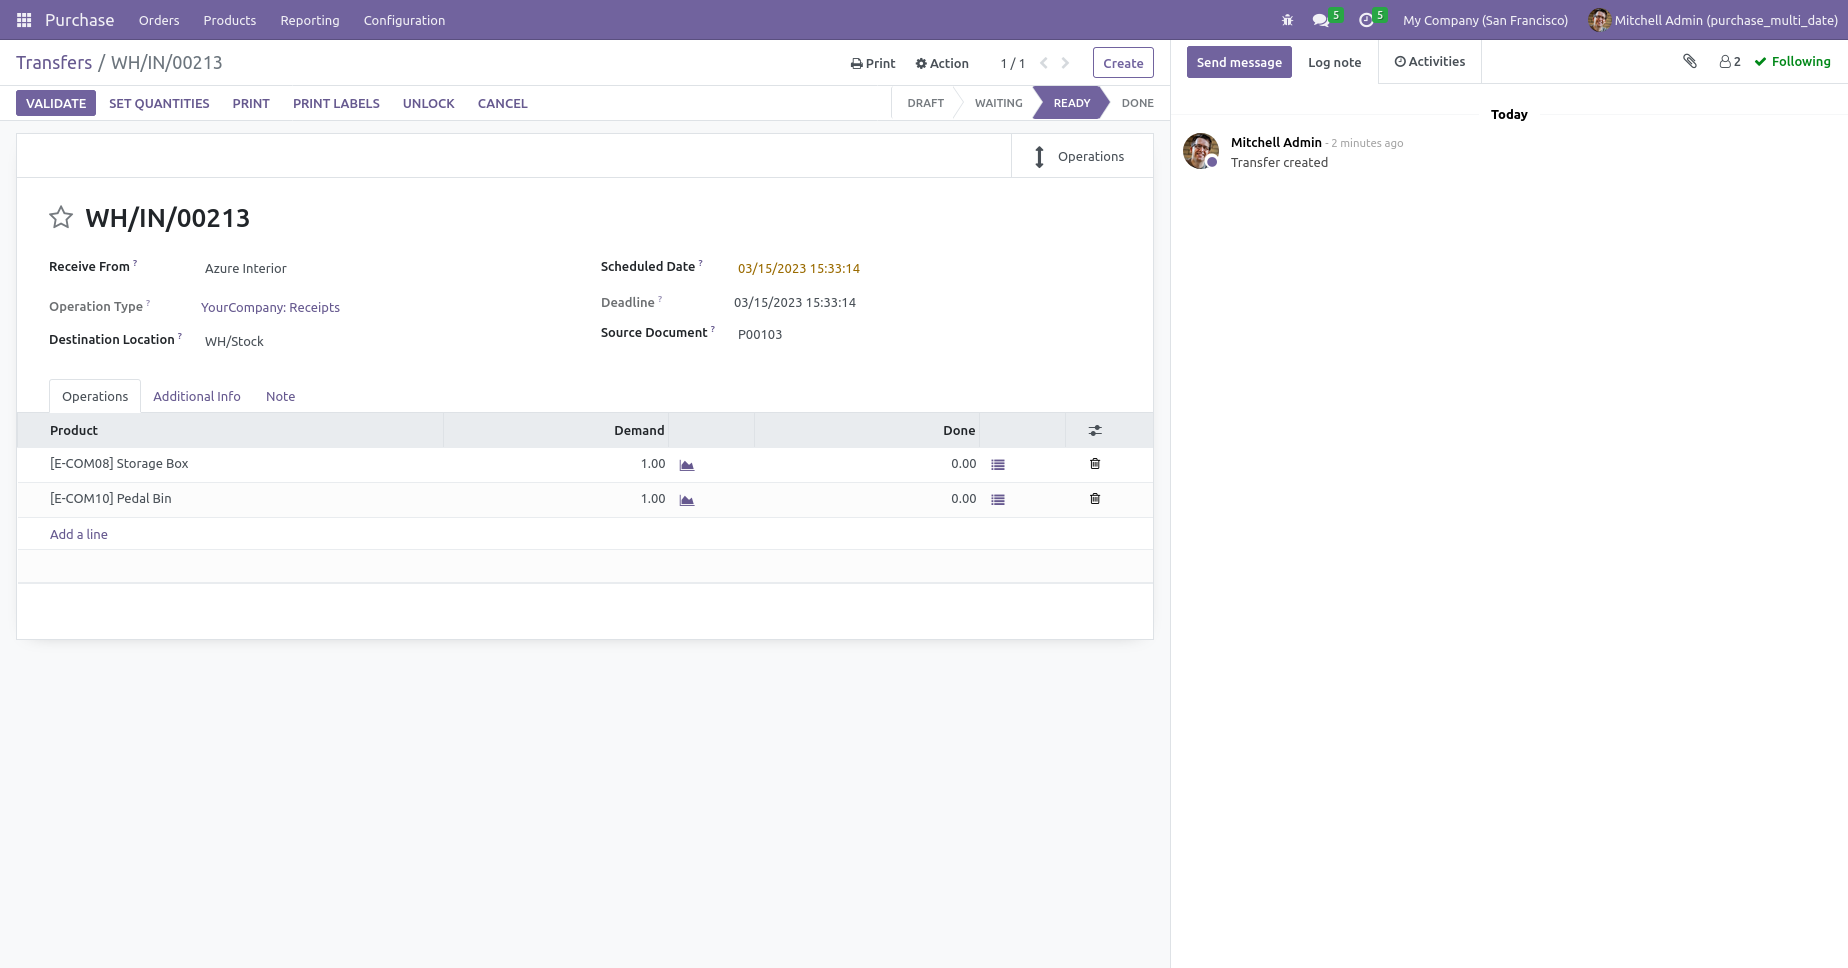 Purchase Orders Products Reporting Configuration 5 5 My Company (San Francisco) Mitchell Admin (purchase_multi_date)
Transfers / WH/IN/00213 Print Action 1 / 1 Create
VALIDATE SET QUANTITIES PRINT PRINT LABELS UNLOCK CANCEL DRAFT WAITING READY DONE
Operations
WH/IN/00213
Receive From ? Azure Interior Scheduled Date ? 03/15/2023 15:33:14
Operation Type ? YourCompany: Receipts Deadline ? 03/15/2023 15:33:14
Destination Location ? WH/Stock Source Document ? P00103
Operations Additional Info Note
Product Demand Done
[E-COM08] Storage Box 1.00 0.00
[E-COM10] Pedal Bin 1.00 0.00
Add a line
Send message Log note Activities 2 Following
Today
Mitchell Admin - 2 minutes ago
Transfer created